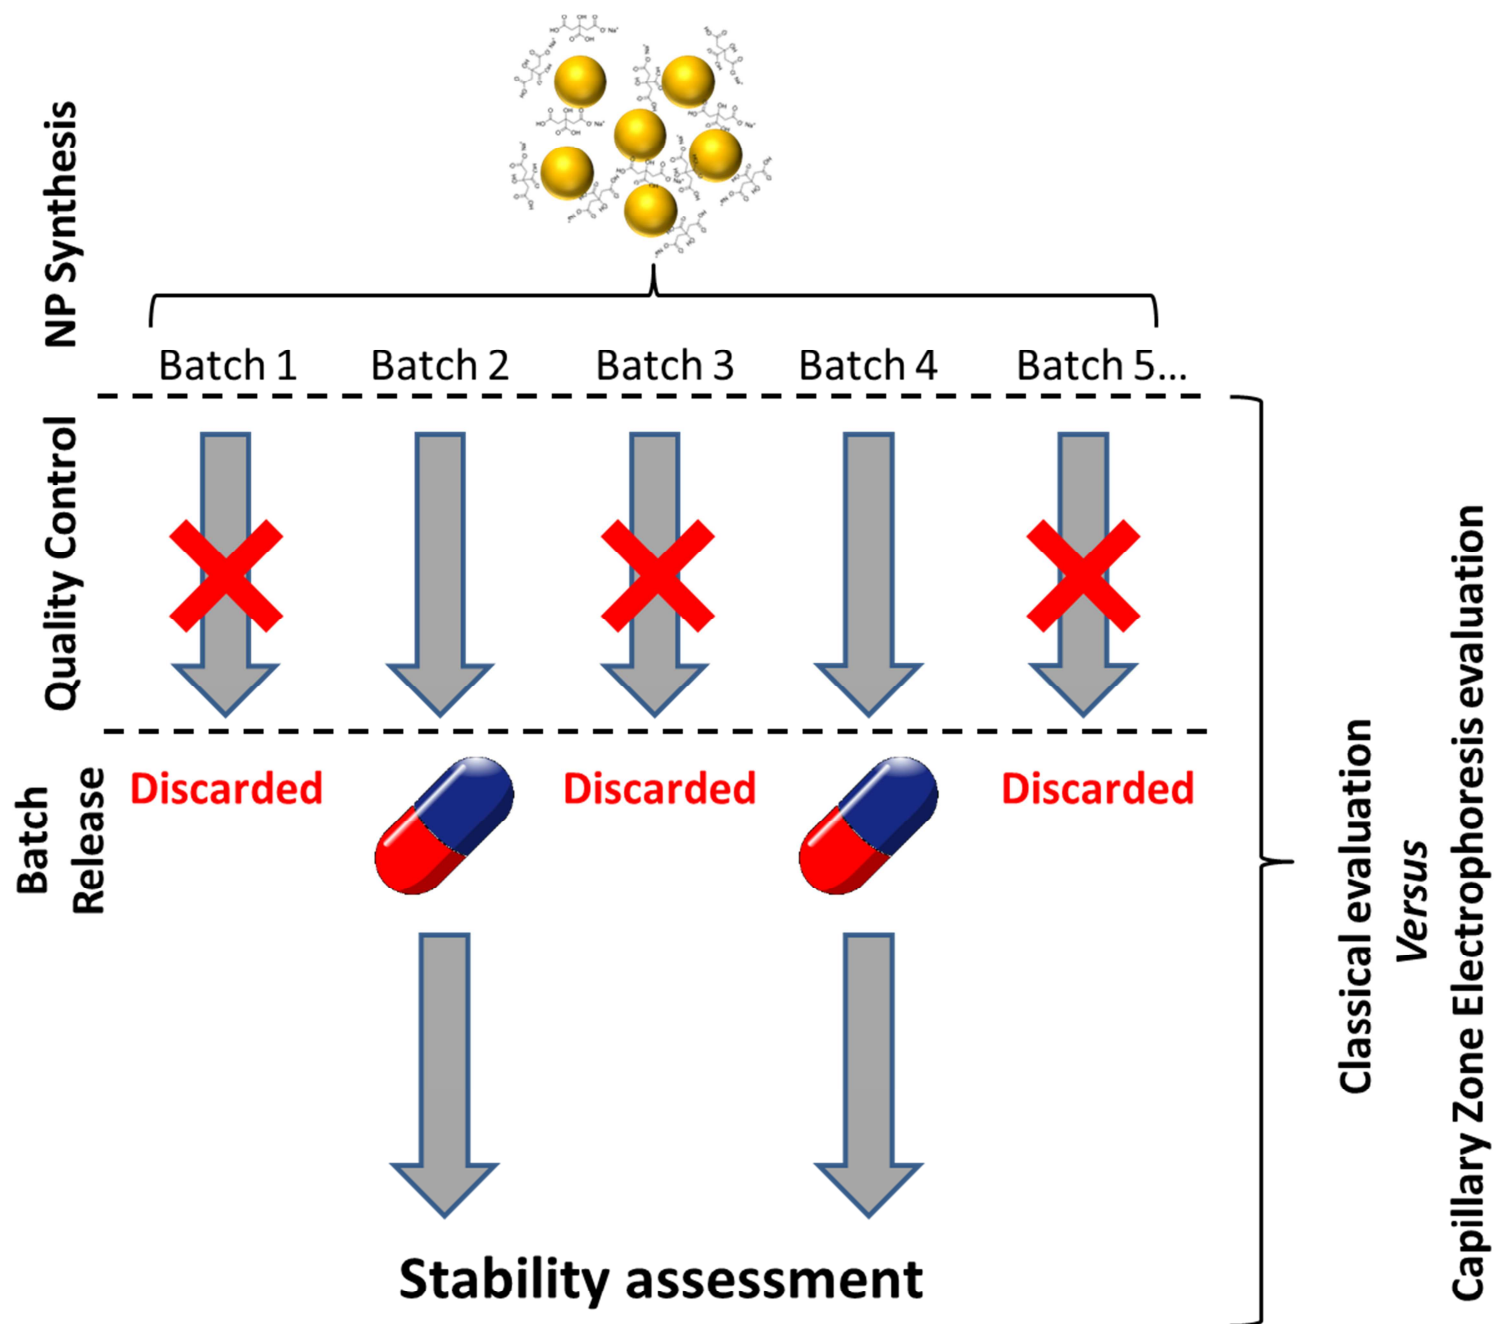 NP Synthesis
Batch 1
Batch 2
Batch 3
Batch 4
Batch 5...
Quality Control
Batch
Release
Discarded
Discarded
Discarded
Stability assessment
Classical evaluation
Versus
Capillary Zone Electrophoresis evaluation